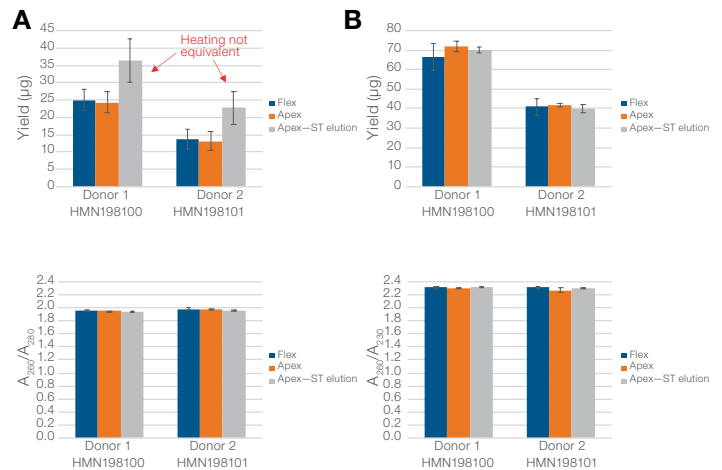 A
Yield (µg)
45
40
35
30
25
20
15
10
5
0
Heating not
equivalent
Donor 1
HMN198100
Donor 2
HMN198101
Flex
Apex
Apex—ST elution
B
Yield (µg)
80
70
60
50
40
30
20
10
0
Donor 1
HMN198100
Donor 2
HMN198101
Flex
Apex
Apex—ST elution
A260/A280
2.4
2.2
2.0
1.8
1.6
1.4
1.2
1.0
0.8
0.6
0.4
0.2
0.0
Donor 1
HMN198100
Donor 2
HMN198101
Flex
Apex
Apex—ST elution
A260/A230
2.4
2.2
2.0
1.8
1.6
1.4
1.2
1.0
0.8
0.6
0.4
0.2
0.0
Donor 1
HMN198100
Donor 2
HMN198101
Flex
Apex
Apex—ST elution